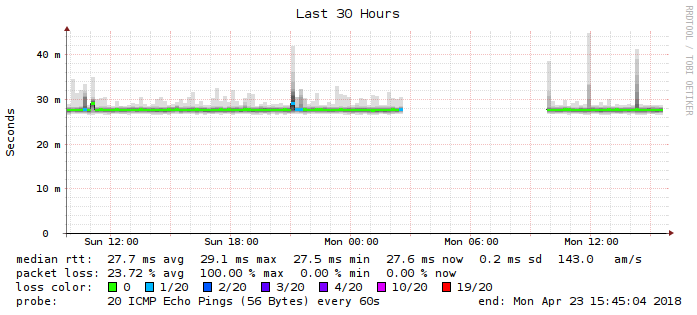 Last 30 Hours
RRDTOOL / TOBI OETIKER
Seconds
40 m
30 m
20 m
10 m
0
Sun 12:00 Sun 18:00 Mon 00:00 Mon 06:00 Mon 12:00
median rtt: 27.7 ms avg 29.1 ms max 27.5 ms min 27.6 ms now 0.2 ms sd 143.0 am/s
packet loss: 23.72 % avg 100.00 % max 0.00 % min 0.00 % now
loss color: 0 1/20 2/20 3/20 4/20 10/20 19/20
probe: 20 ICMP Echo Pings (56 Bytes) every 60s end: Mon Apr 23 15:45:04 2018